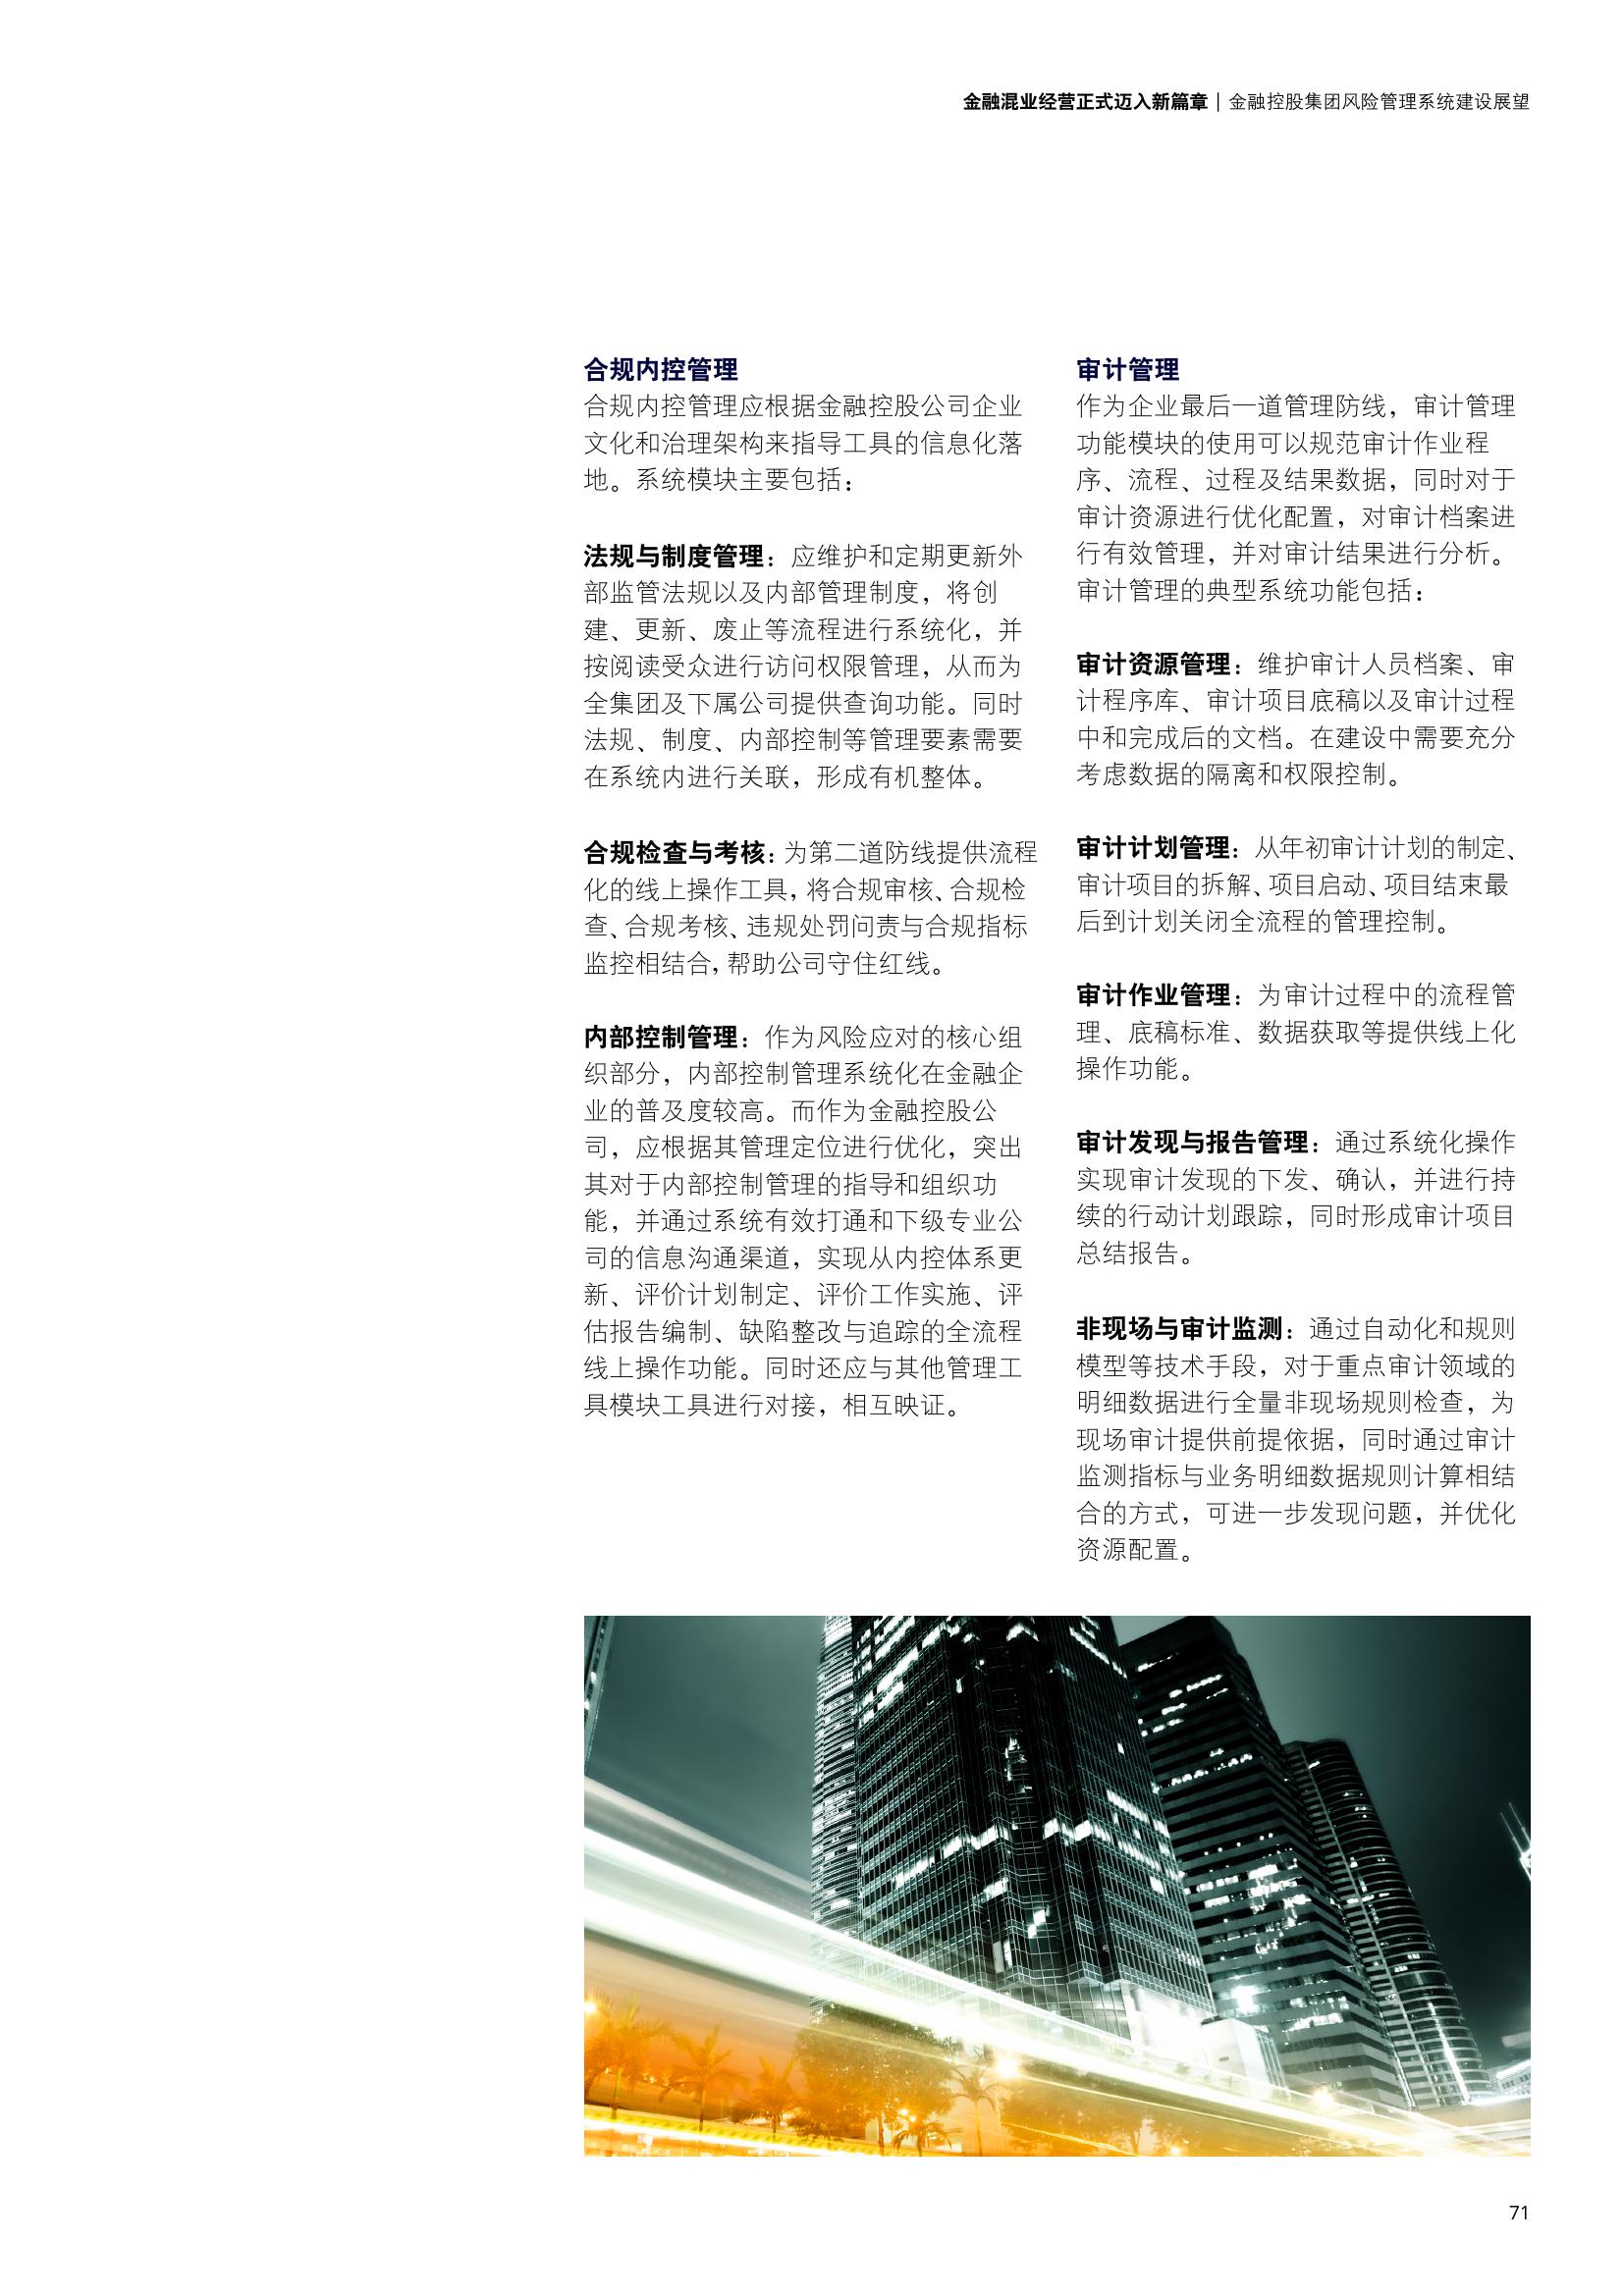 金融混业经营正式迈入新篇章 | 金融控股集团风险管理系统建设展望
合规内控管理
合规内控管理应根据金融控股公司企业
文化和治理架构来指导工具的信息化落
地。系统模块主要包括：
法规与制度管理：应维护和定期更新外
部监管法规以及内部管理制度，将创
建、更新、废止等流程进行系统化，并
按阅读受众进行访问权限管理，从而为
全集团及下属公司提供查询功能。同时
法规、制度、内部控制等管理要素需要
在系统内进行关联，形成有机整体。
合规检查与考核：为第二道防线提供流程
化的线上操作工具，将合规审核、合规检
查、合规考核、违规处罚问责与合规指标
监控相结合，帮助公司守住红线。
内部控制管理：作为风险应对的核心组
织部分，内部控制管理系统化在金融企
业的普及度较高。而作为金融控股公
司，应根据其管理定位进行优化，突出
其对于内部控制管理的指导和组织功
能，并通过系统有效打通和下级专业公
司的信息沟通渠道，实现从内控体系更
新、评价计划制定、评价工作实施、评
估报告编制、缺陷整改与追踪的全流程
线上操作功能。同时还应与其他管理工
具模块工具进行对接，相互映证。
审计管理
作为企业最后一道管理防线，审计管理
功能模块的使用可以规范审计作业程
序、流程、过程及结果数据，同时对于
审计资源进行优化配置，对审计档案进
行有效管理，并对审计结果进行分析。
审计管理的典型系统功能包括：
审计资源管理：维护审计人员档案、审
计程序库、审计项目底稿以及审计过程
中和完成后的文档。在建设中需要充分
考虑数据的隔离和权限控制。
审计计划管理：从年初审计计划的制定、
审计项目的拆解、项目启动、项目结束最
后到计划关闭全流程的管理控制。
审计作业管理：为审计过程中的流程管
理、底稿标准、数据获取等提供线上化
操作功能。
审计发现与报告管理：通过系统化操作
实现审计发现的下发、确认，并进行持
续的行动计划跟踪，同时形成审计项目
总结报告。
非现场与审计监测：通过自动化和规则
模型等技术手段，对于重点审计领域的
明细数据进行全量非现场规则检查，为
现场审计提供前提依据，同时通过审计
监测指标与业务明细数据规则计算相结
合的方式，可进一步发现问题，并优化
资源配置。
71